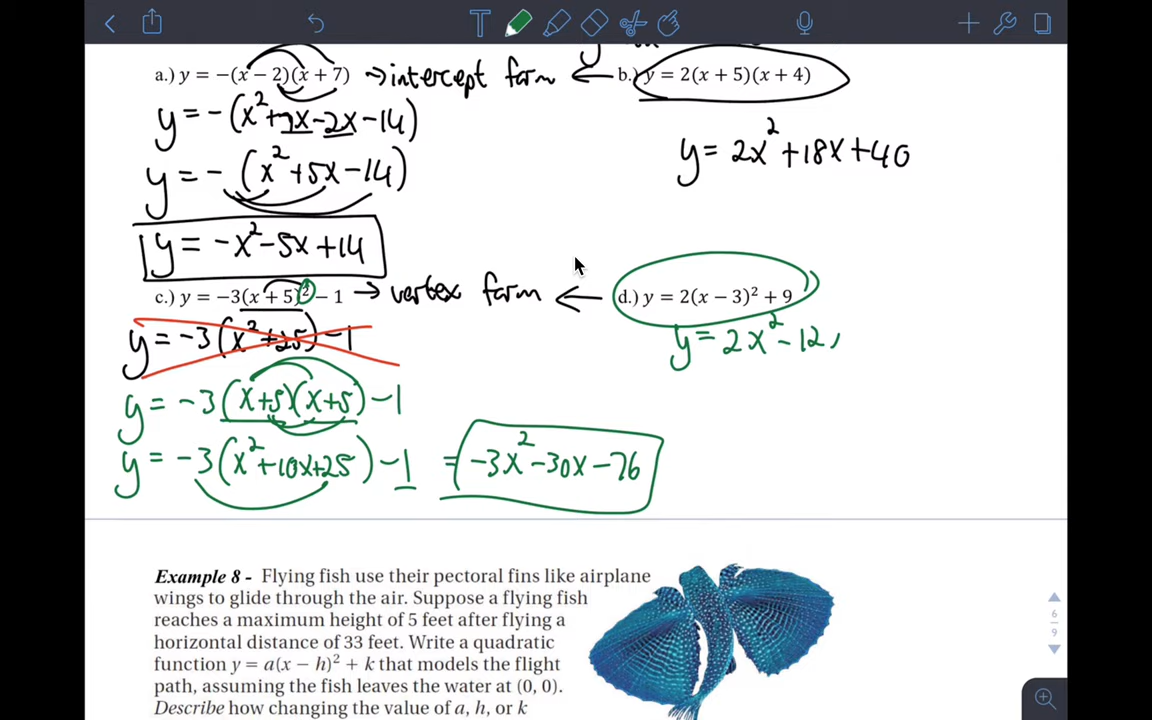 a.) y = −(x − 2)(x + 7) → intercept form ← b.) y = 2(x + 5)(x + 4)
y = −(x² + 7x − 2x − 14)
y = 2x² + 18x + 40
y = −(x² + 5x − 14)
y = −x² − 5x + 14
c.) y = −3(x + 5)² − 1 → vertex form ← d.) y = 2(x − 3)² + 9
y = −3(x² + 25) − 1
y = 2x² − 12
y = −3(x+5)(x+5) − 1
y = −3(x² + 10x + 25) − 1 = −3x² − 30x − 76
Example 8 - Flying fish use their pectoral fins like airplane
wings to glide through the air. Suppose a flying fish
reaches a maximum height of 5 feet after flying a
horizontal distance of 33 feet. Write a quadratic
function y = a(x − h)² + k that models the flight
path, assuming the fish leaves the water at (0, 0).
Describe how changing the value of a, h, or k
6
9